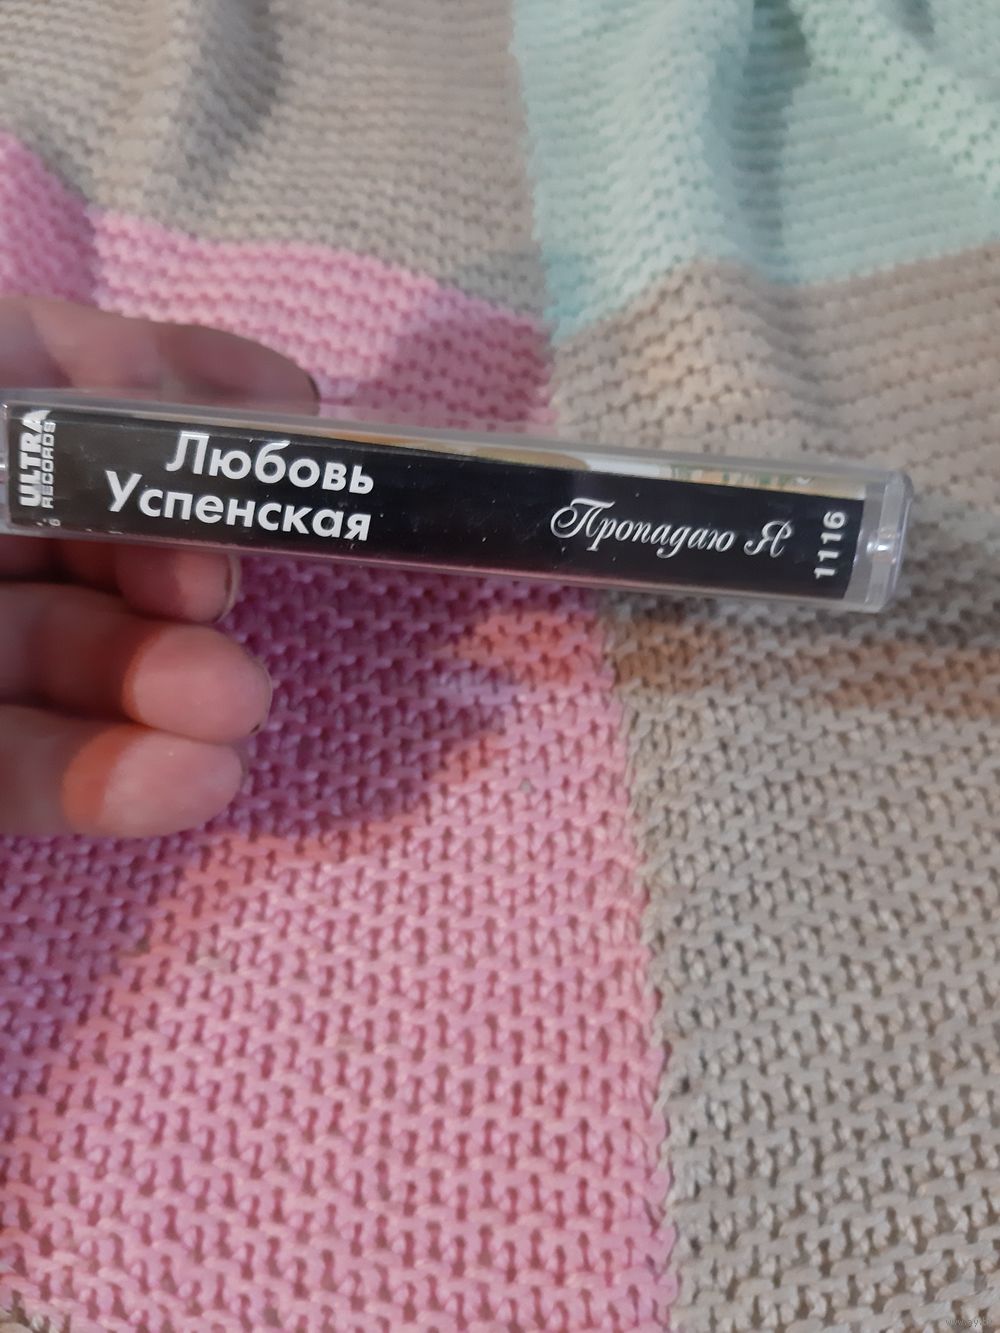 ULTRA
RECORDS
Любовь
Успенская
Пропадаю Я
1116